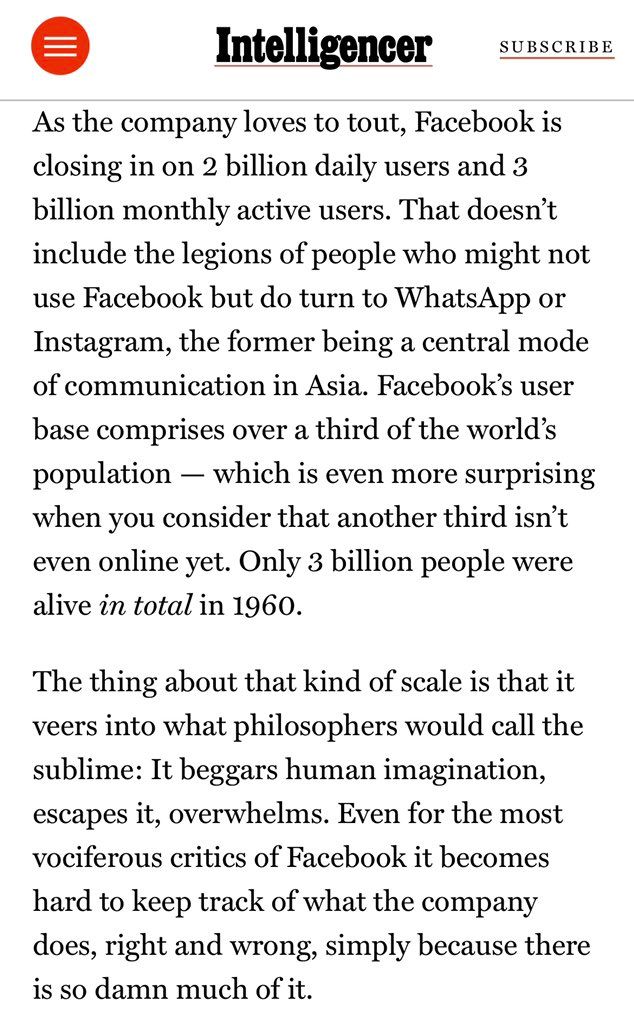 Intelligencer
SUBSCRIBE
As the company loves to tout, Facebook is
closing in on 2 billion daily users and 3
billion monthly active users. That doesn’t
include the legions of people who might not
use Facebook but do turn to WhatsApp or
Instagram, the former being a central mode
of communication in Asia. Facebook’s user
base comprises over a third of the world’s
population — which is even more surprising
when you consider that another third isn’t
even online yet. Only 3 billion people were
alive in total in 1960.
The thing about that kind of scale is that it
veers into what philosophers would call the
sublime: It beggars human imagination,
escapes it, overwhelms. Even for the most
vociferous critics of Facebook it becomes
hard to keep track of what the company
does, right and wrong, simply because there
is so damn much of it.